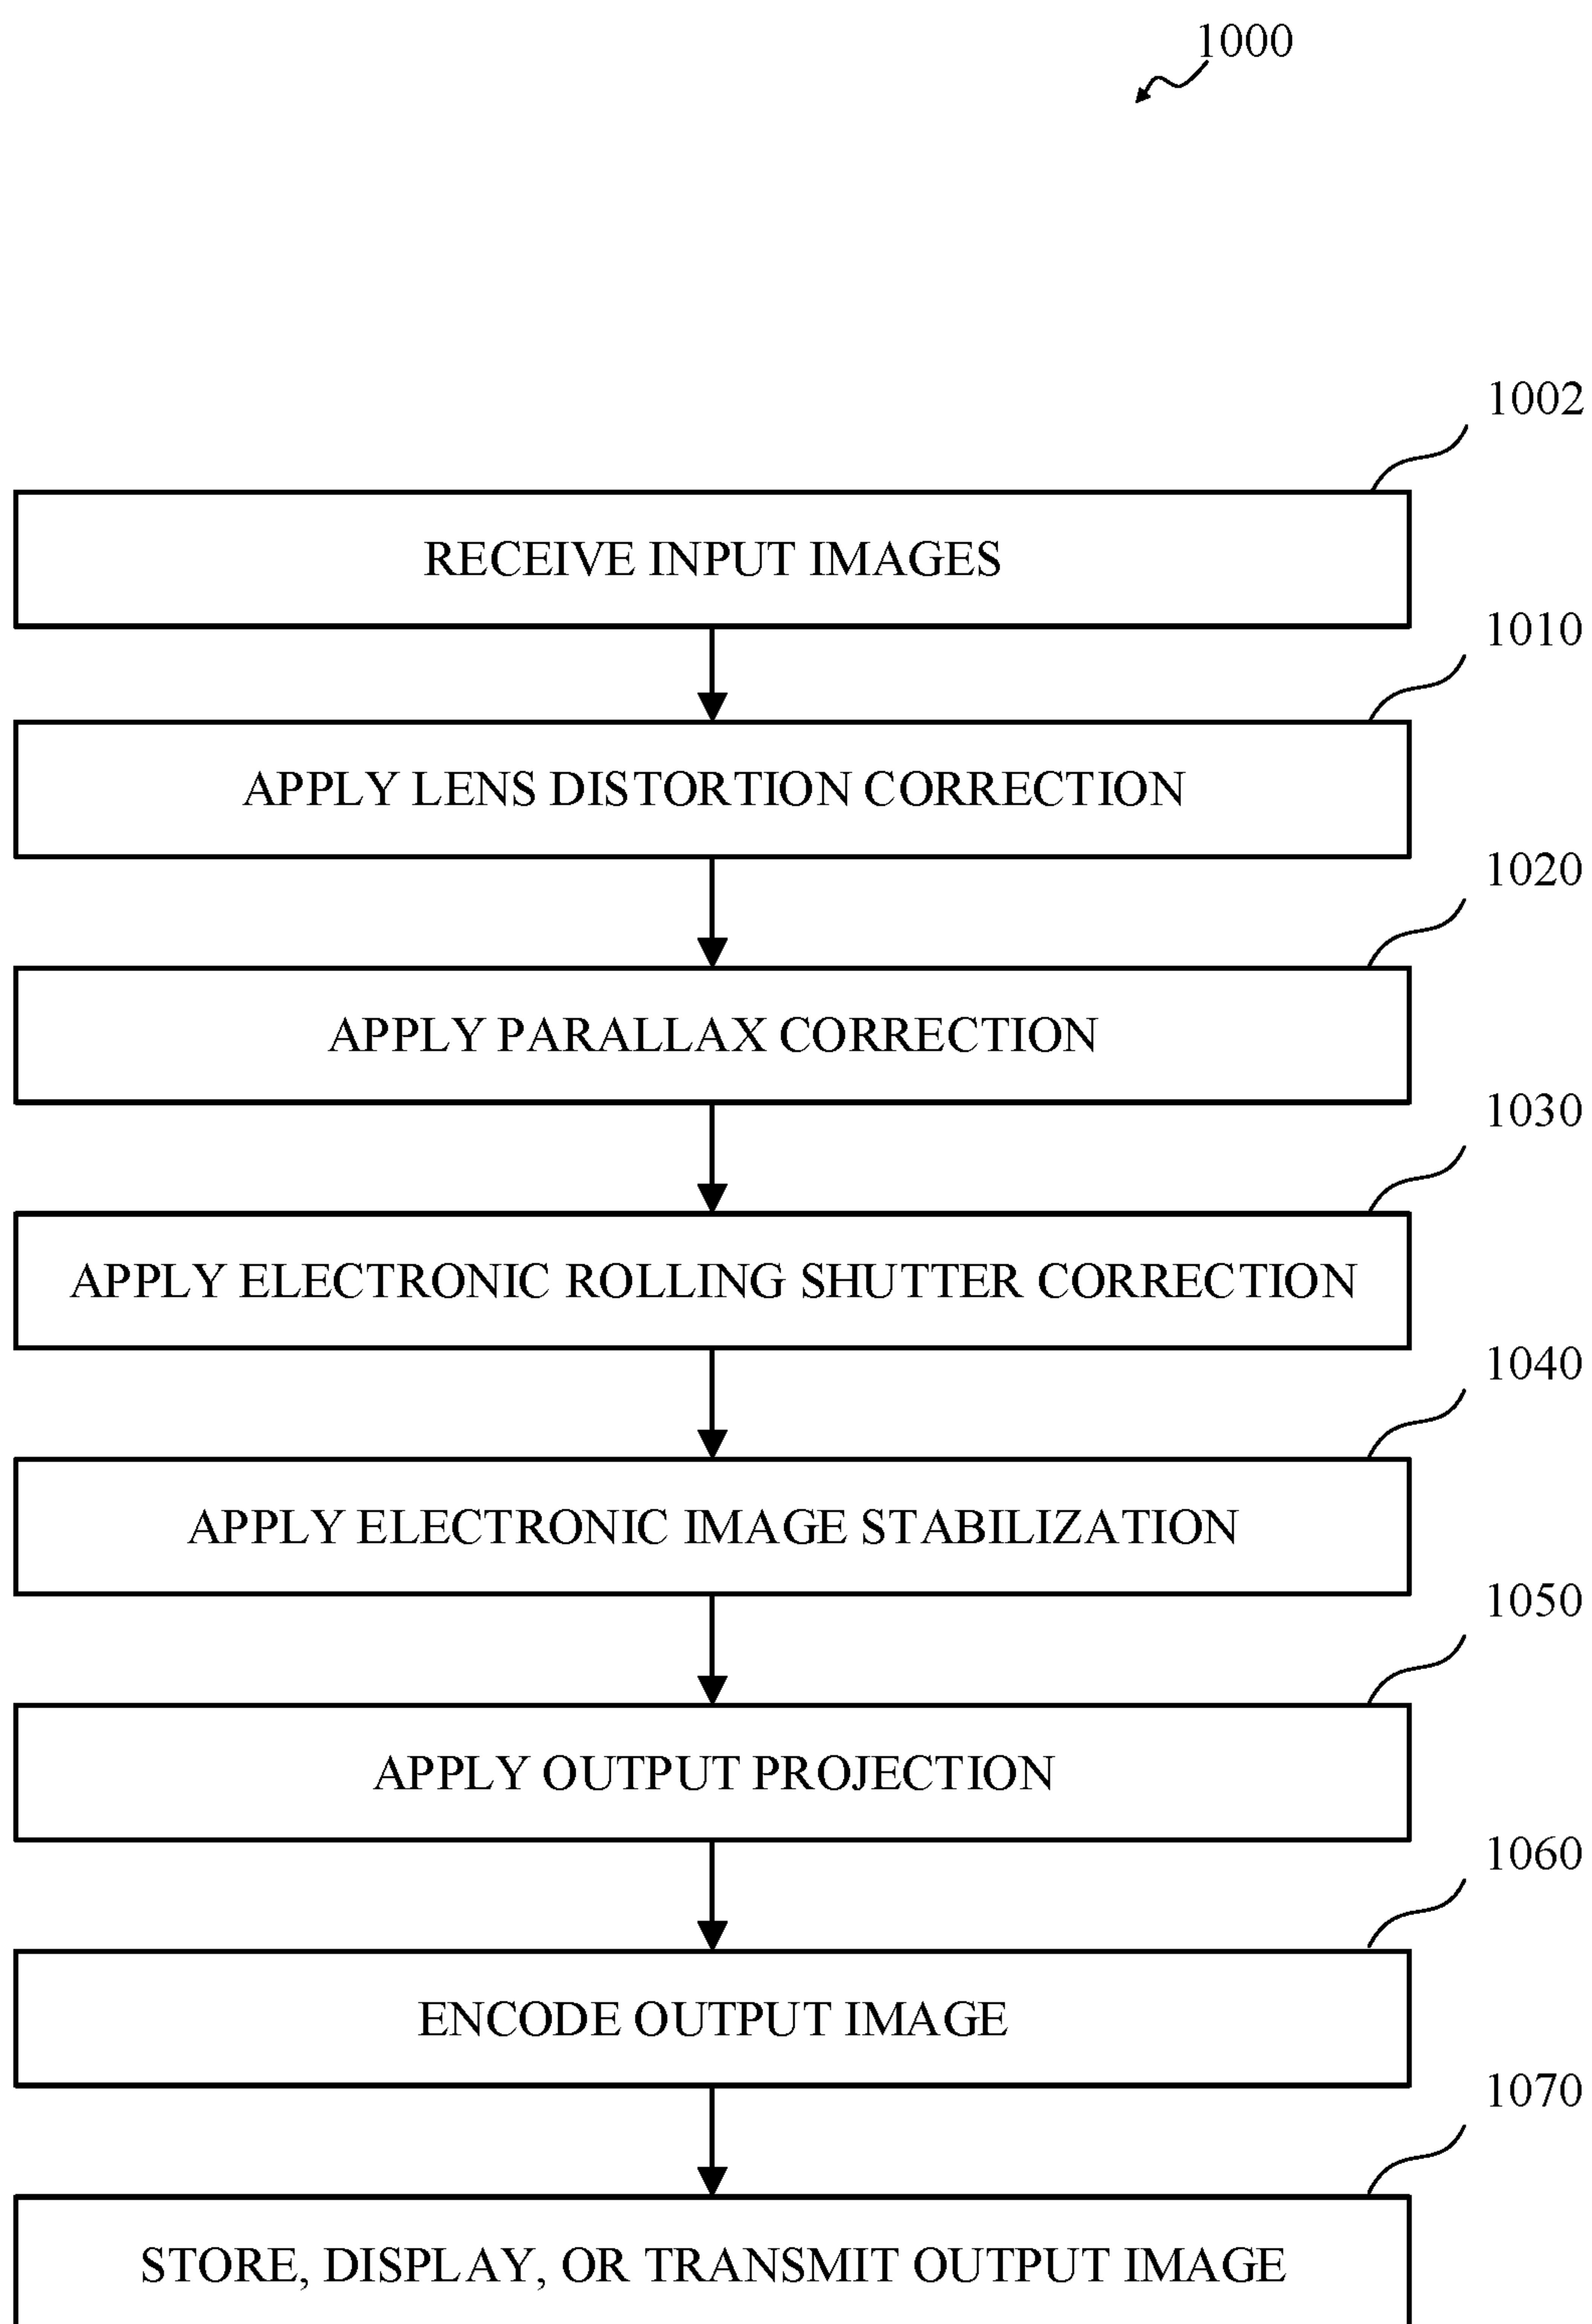 1000
1002
RECEIVE INPUT IMAGES
1010
APPLY LENS DISTORTION CORRECTION
1020
APPLY PARALLAX CORRECTION
1030
APPLY ELECTRONIC ROLLING SHUTTER CORRECTION
1040
APPLY ELECTRONIC IMAGE STABILIZATION
1050
APPLY OUTPUT PROJECTION
1060
ENCODE OUTPUT IMAGE
1070
STORE, DISPLAY, OR TRANSMIT OUTPUT IMAGE